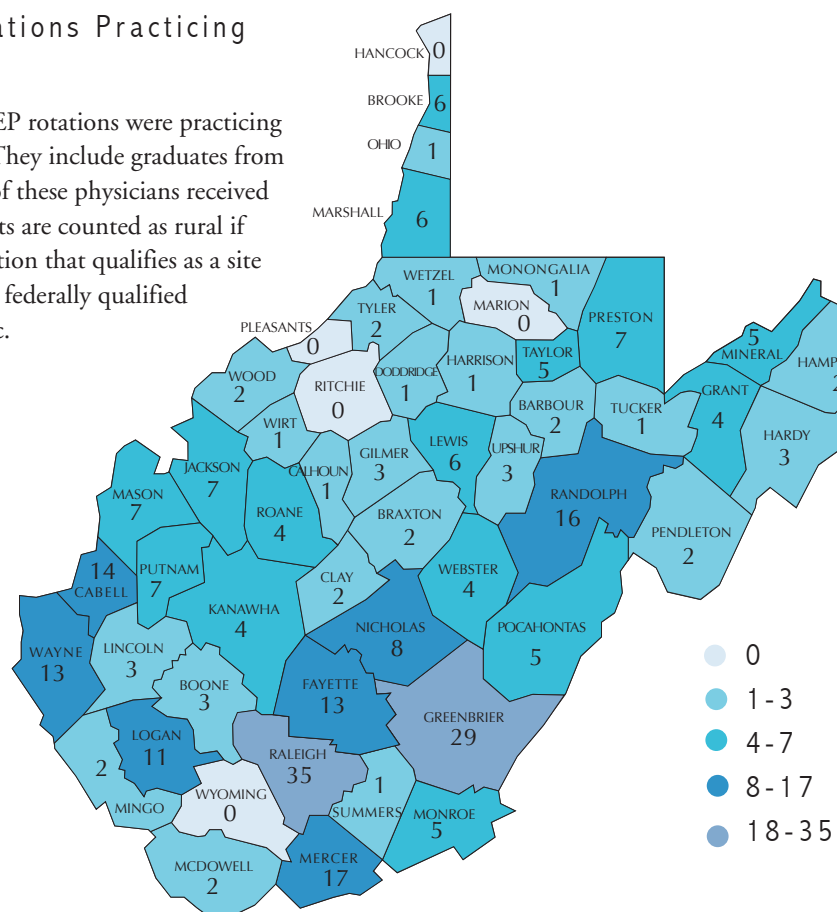 ations Practicing
EP rotations were practicing
They include graduates from
of these physicians received
ts are counted as rural if
tion that qualifies as a site
federally qualified
c.
HANCOCK 0
BROOKE 6
OHIO 1
MARSHALL 6
WETZEL 1
MONONGALIA 1
MARION 0
PRESTON 7
TYLER 2
PLEASANTS 0
WOOD 2
RITCHIE 0
DODDRIDGE 1
HARRISON 1
TAYLOR 5
5 MINERAL
HAMP
GRANT 4
BARBOUR 2
TUCKER 1
HARDY 3
WIRT 1
CALHOUN 1
GILMER 3
LEWIS 6
UPSHUR 3
RANDOLPH 16
JACKSON 7
MASON 7
ROANE 4
BRAXTON 2
PENDLETON 2
14 CABELL
PUTNAM 7
CLAY 2
WEBSTER 4
KANAWHA 4
NICHOLAS 8
POCAHONTAS 5
WAYNE 13
LINCOLN 3
BOONE 3
FAYETTE 13
GREENBRIER 29
LOGAN 11
RALEIGH 35
2 MINGO
WYOMING 0
1 SUMMERS
MONROE 5
MCDOWELL 2
MERCER 17
0
1-3
4-7
8-17
18-35